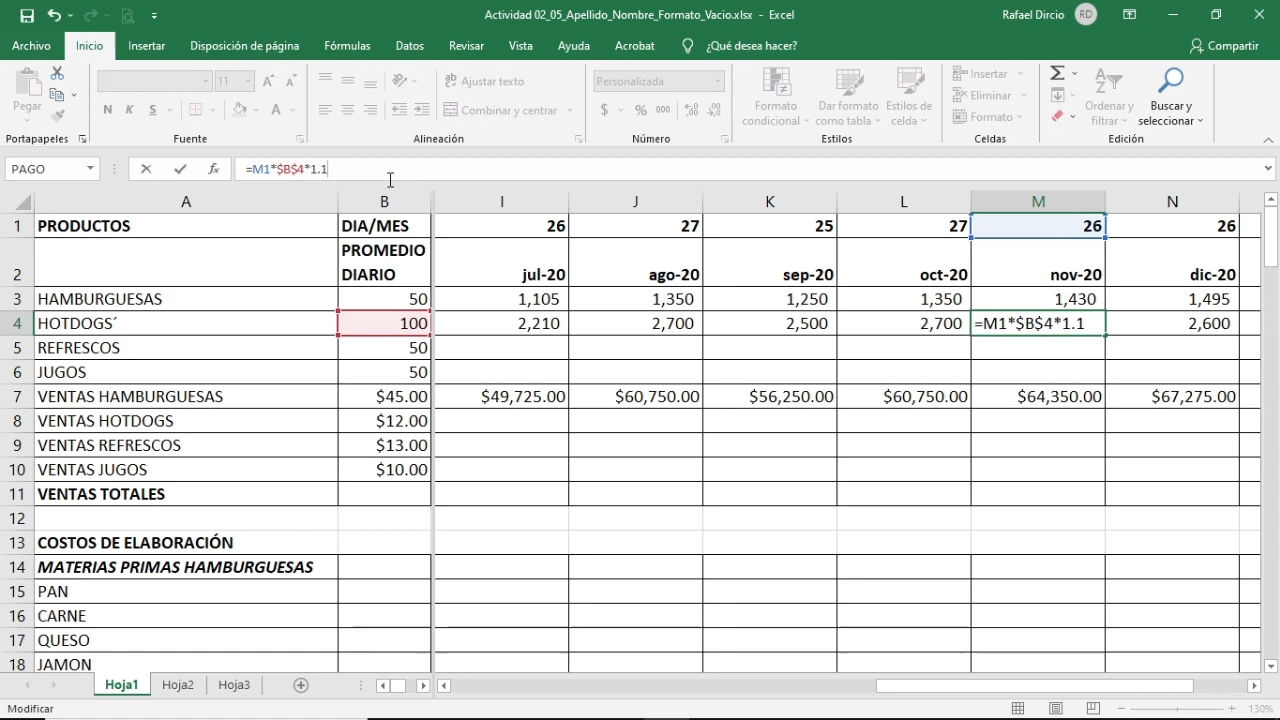 Actividad 02_05_Apellido_Nombre_Formato_Vacio.xlsx - Excel
Rafael Dircio RD
Archivo Inicio Insertar Disposición de página Fórmulas Datos Revisar Vista Ayuda Acrobat ¿Qué desea hacer? Compartir
Pegar
11
N K S
A
Ajustar texto
Combinar y centrar
Personalizada
$ % 000
Formato condicional
Dar formato como tabla
Estilos de celda
Insertar
Eliminar
Formato
Ordenar y filtrar
Buscar y seleccionar
Portapapeles Fuente Alineación Número Estilos Celdas Edición
PAGO fx =M1*$B$4*1.1
A B I J K L M N
1 PRODUCTOS DIA/MES 26 27 25 27 26 26
PROMEDIO
2 DIARIO jul-20 ago-20 sep-20 oct-20 nov-20 dic-20
3 HAMBURGUESAS 50 1,105 1,350 1,250 1,350 1,430 1,495
4 HOTDOGS´ 100 2,210 2,700 2,500 2,700 =M1*$B$4*1.1 2,600
5 REFRESCOS 50
6 JUGOS 50
7 VENTAS HAMBURGUESAS $45.00 $49,725.00 $60,750.00 $56,250.00 $60,750.00 $64,350.00 $67,275.00
8 VENTAS HOTDOGS $12.00
9 VENTAS REFRESCOS $13.00
10 VENTAS JUGOS $10.00
11 VENTAS TOTALES
12
13 COSTOS DE ELABORACIÓN
14 MATERIAS PRIMAS HAMBURGUESAS
15 PAN
16 CARNE
17 QUESO
18 JAMON
Hoja1 Hoja2 Hoja3
Modificar 130%